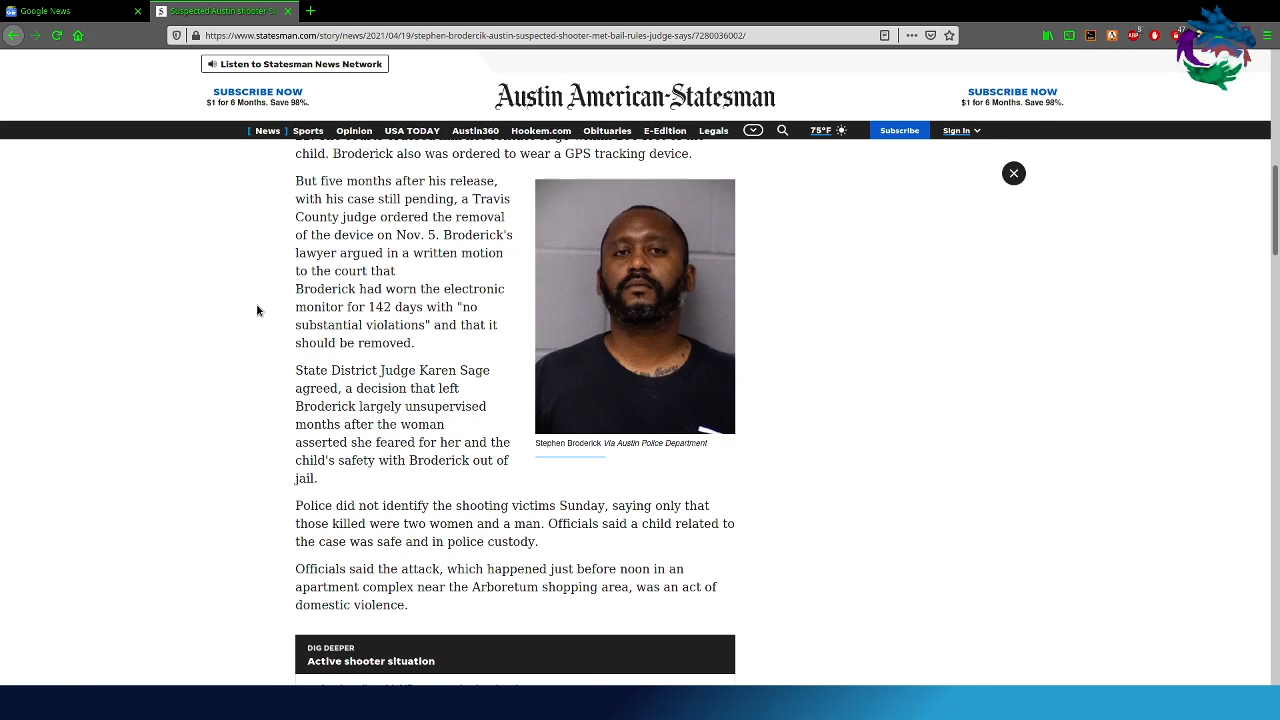 Google News
Suspected Austin shooter St
https://www.statesman.com/story/news/2021/04/19/stephen-broderick-austin-suspected-shooter-met-bail-rules-judge-says/7280036002/
Listen to Statesman News Network
SUBSCRIBE NOW
$1 for 6 Months. Save 98%.
Austin American-Statesman
SUBSCRIBE NOW
$1 for 6 Months. Save 98%.
[ News ] Sports Opinion USA TODAY Austin360 Hookem.com Obituaries E-Edition Legals 75°F Subscribe Sign In
child. Broderick also was ordered to wear a GPS tracking device.
But five months after his release,
with his case still pending, a Travis
County judge ordered the removal
of the device on Nov. 5. Broderick's
lawyer argued in a written motion
to the court that
Broderick had worn the electronic
monitor for 142 days with "no
substantial violations" and that it
should be removed.
State District Judge Karen Sage
agreed, a decision that left
Broderick largely unsupervised
months after the woman
asserted she feared for her and the
child's safety with Broderick out of
jail.
Stephen Broderick Via Austin Police Department
Police did not identify the shooting victims Sunday, saying only that
those killed were two women and a man. Officials said a child related to
the case was safe and in police custody.
Officials said the attack, which happened just before noon in an
apartment complex near the Arboretum shopping area, was an act of
domestic violence.
DIG DEEPER
Active shooter situation